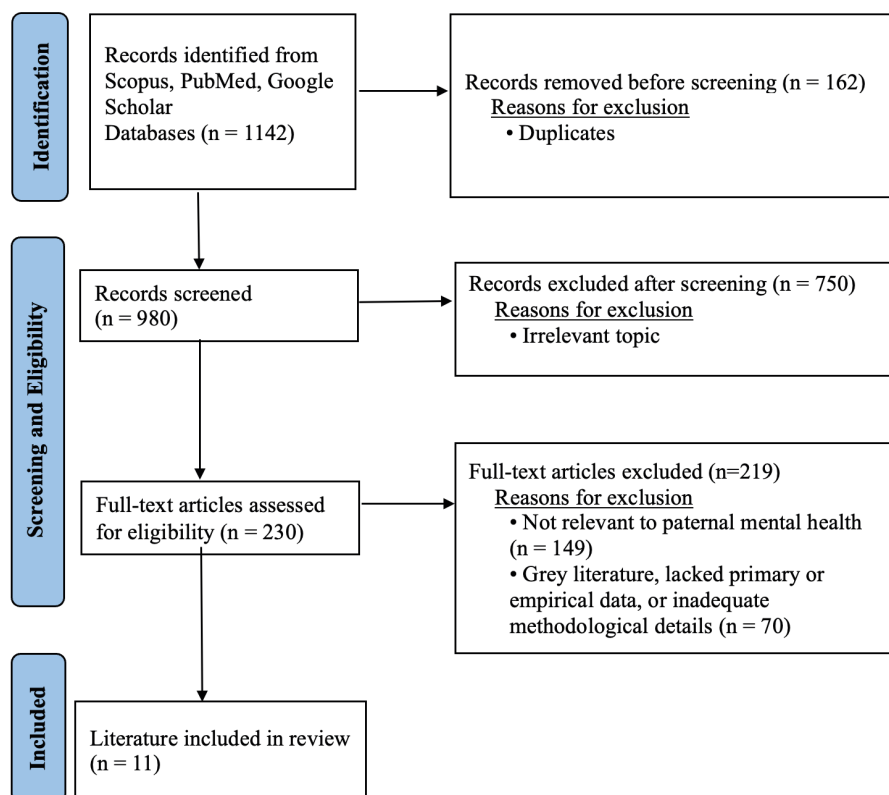 Identification
Records identified from
Scopus, PubMed, Google
Scholar
Databases (n = 1142)
Records removed before screening (n = 162)
Reasons for exclusion
• Duplicates
Screening and Eligibility
Records screened
(n = 980)
Records excluded after screening (n = 750)
Reasons for exclusion
• Irrelevant topic
Full-text articles assessed
for eligibility (n = 230)
Full-text articles excluded (n=219)
Reasons for exclusion
• Not relevant to paternal mental health
(n = 149)
• Grey literature, lacked primary or
empirical data, or inadequate
methodological details (n = 70)
Included
Literature included in review
(n = 11)